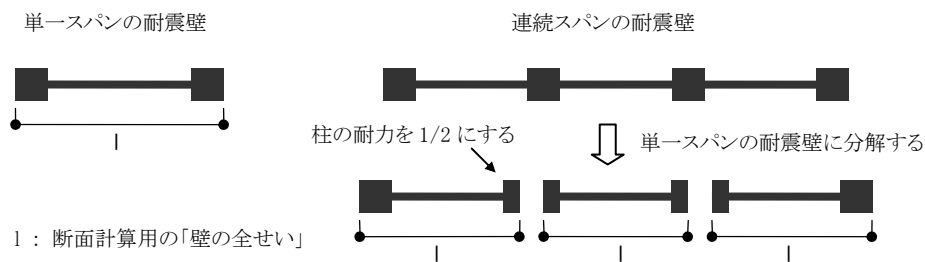 単一スパンの耐震壁
連続スパンの耐震壁
l
柱の耐力を 1/2 にする
単一スパンの耐震壁に分解する
l : 断面計算用の「壁の全せい」
l
l
l